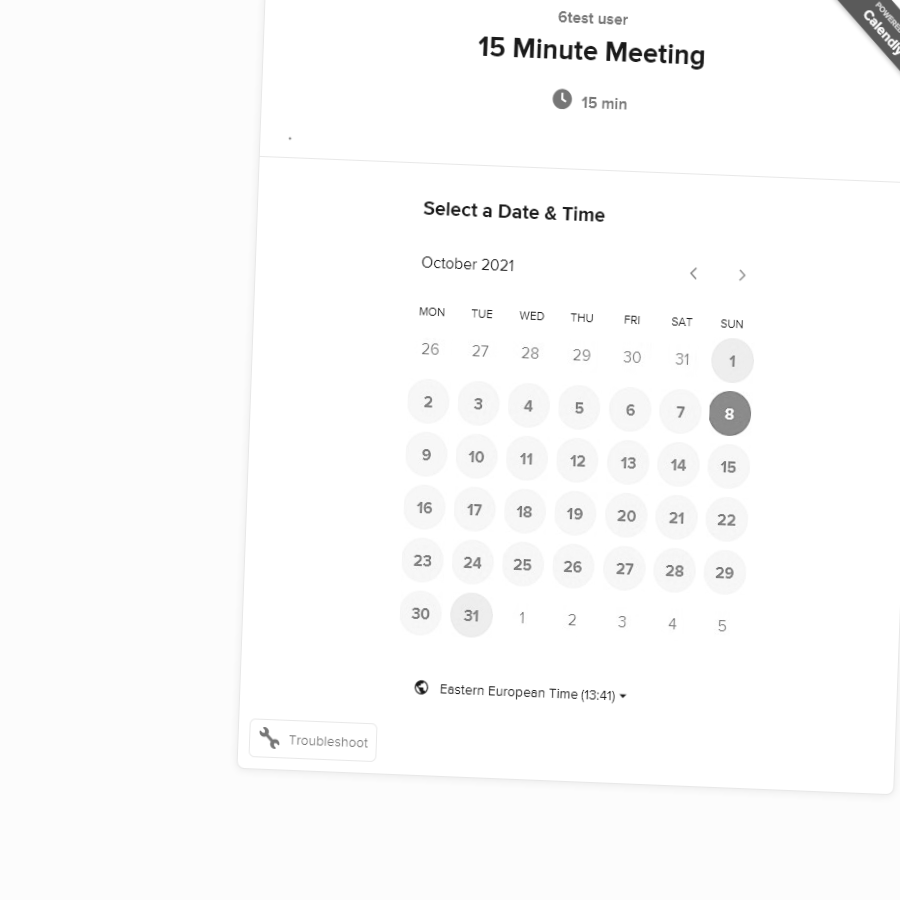 6test user
15 Minute Meeting
15 min
POWERED
Calendly
Select a Date & Time
October 2021
MON TUE WED THU FRI SAT SUN
26 27 28 29 30 31 1
2 3 4 5 6 7 8
9 10 11 12 13 14 15
16 17 18 19 20 21 22
23 24 25 26 27 28 29
30 31 1 2 3 4 5
Eastern European Time (13:41)
Troubleshoot